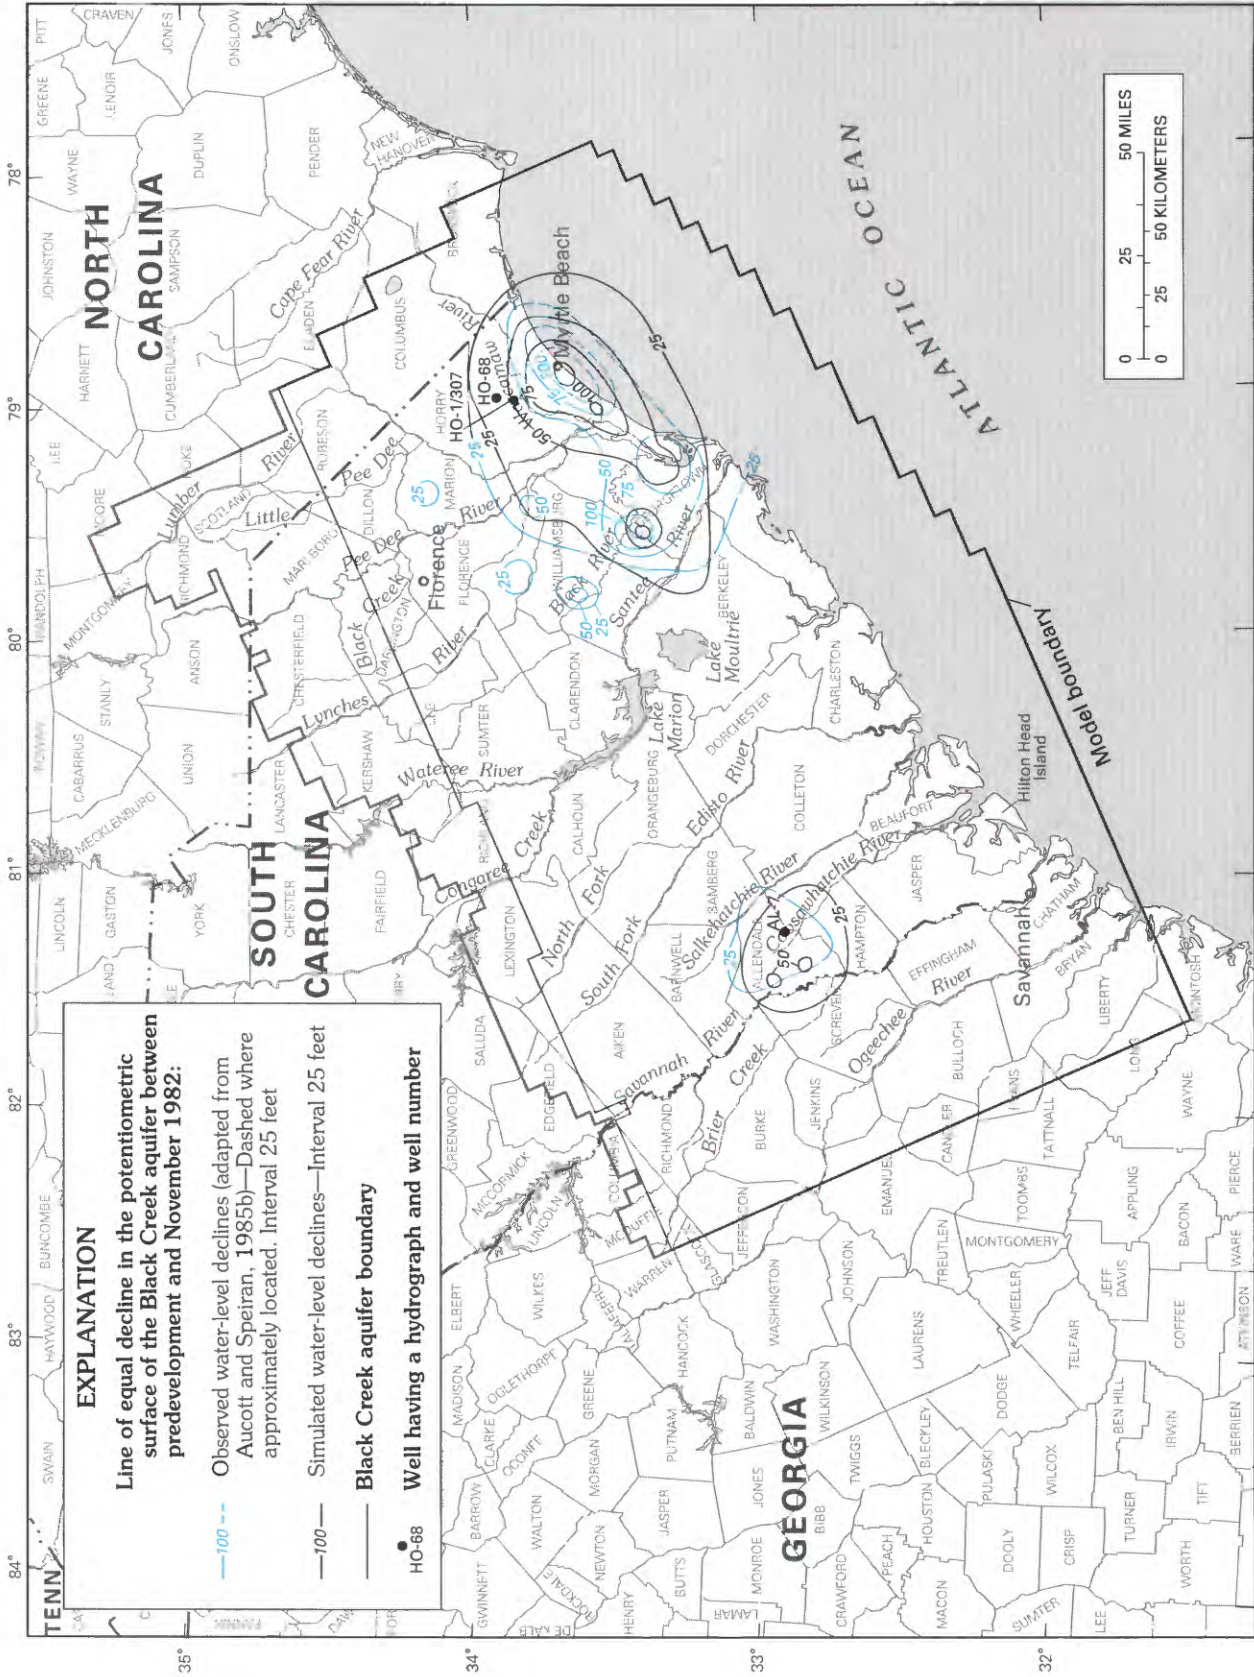 EXPLANATION
Line of equal decline in the potentiometric
surface of the Black Creek aquifer between
predevelopment and November 1982:
—100 – – Observed water-level declines (adapted from
Aucott and Speiran, 1985b)—Dashed where
approximately located. Interval 25 feet
—100— Simulated water-level declines—Interval 25 feet
Black Creek aquifer boundary
HO-68 Well having a hydrograph and well number
84°
83°
82°
81°
80°
79°
78°
35°
34°
33°
32°
TENN
NORTH
CAROLINA
SOUTH
CAROLINA
GEORGIA
ATLANTIC OCEAN
Model boundary
0 25 50 MILES
0 25 50 KILOMETERS
SWAIN
HAYWOOD
BUNCOMBE
LINCOLN
GASTON
CABARRUS
MECKLENBURG
STANLY
UNION
ANSON
MONTGOMERY
RICHMOND
SCOTLAND
ROBESON
HARNETT
JOHNSTON
WAYNE
GREENE
PITT
CRAVEN
LENOIR
JONES
ONSLOW
DUPLIN
SAMPSON
CUMBERLAND
PENDER
NEW
HANOVER
COLUMBUS
YORK
CHESTER
LANCASTER
CHESTERFIELD
MARLBORO
DILLON
MARION
HORRY
FLORENCE
KERSHAW
FAIRFIELD
SUMTER
CLARENDON
WILLIAMSBURG
BERKELEY
CALHOUN
ORANGEBURG
DORCHESTER
CHARLESTON
COLLETON
BEAUFORT
JASPER
HAMPTON
ALLENDALE
BAMBERG
BARNWELL
AIKEN
LEXINGTON
SALUDA
GREENWOOD
EDGEFIELD
McCORMICK
LINCOLN
WILKES
ELBERT
MADISON
OGLETHORPE
CLARKE
OCONEE
BARROW
GWINNETT
WALTON
MORGAN
GREENE
ROCKDALE
NEWTON
HENRY
BUTTS
JASPER
PUTNAM
HANCOCK
WARREN
RICHMOND
BURKE
JENKINS
JEFFERSON
WASHINGTON
JOHNSON
BALDWIN
WILKINSON
JONES
BIBB
TWIGGS
MONROE
LAMAR
CRAWFORD
PEACH
HOUSTON
MACON
BLECKLEY
LAURENS
TREUTLEN
MONTGOMERY
EMANUEL
TOOMBS
TATTNALL
BULLOCH
EFFINGHAM
CHATHAM
BRYAN
LIBERTY
LONG
WAYNE
APPLING
BACON
PIERCE
JEFF
DAVIS
COFFEE
WHEELER
TELFAIR
DODGE
PULASKI
DOOLY
WILCOX
CRISP
BEN HILL
IRWIN
TURNER
TIFT
BERRIEN
WORTH
SUMTER
LEE
Cape Fear River
Lumber River
Little Pee Dee River
Pee Dee River
Waccamaw River
Black Creek
Lynches River
Black River
Santee River
Wateree River
Congaree Creek
Lake
Marion
Lake
Moultrie
North Fork
South Fork
Edisto River
Salkehatchie River
Savannah River
Brier Creek
Ogeechee River
Florence
Myrtle Beach
Savannah
Hilton Head
Island
HO-68
HO-1/307
25
50
75
100
25
50
75
100
25
50
25